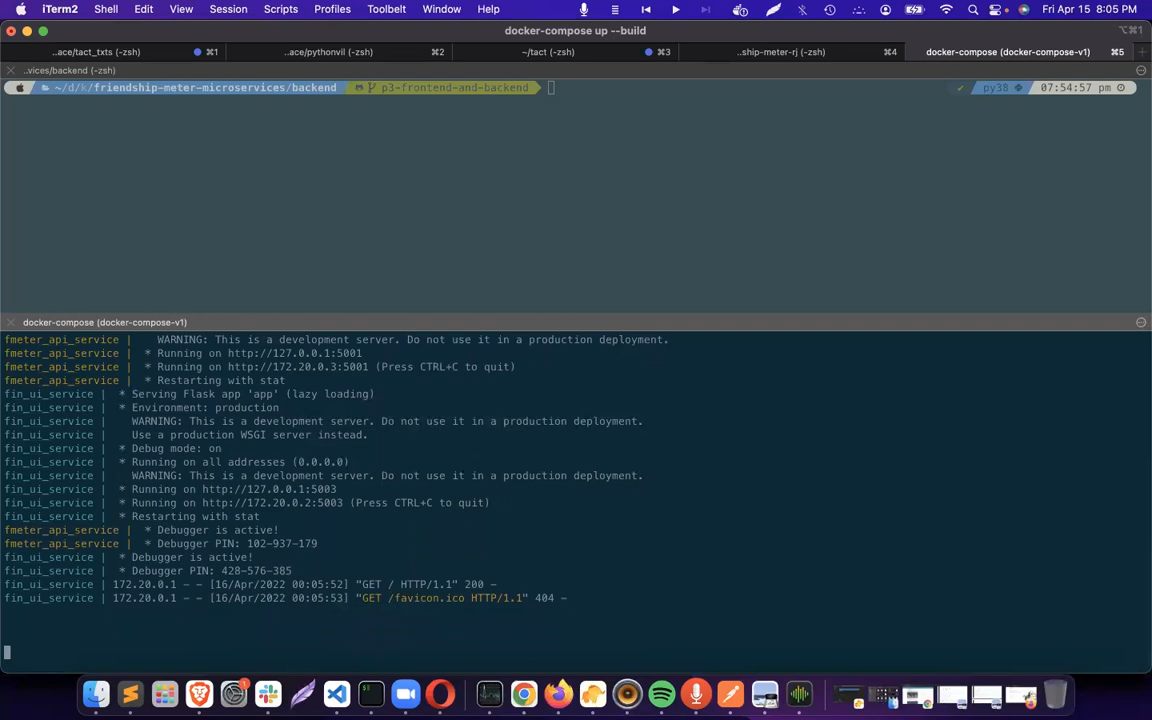 iTerm2 Shell Edit View Session Scripts Profiles Toolbelt Window Help Fri Apr 15 8:05 PM
docker-compose up --build ⌥⌘1
..ace/tact_txts (-zsh) ⌘1 ..ace/pythonvil (-zsh) ⌘2 ~/tact (-zsh) ⌘3 ..ship-meter-rj (-zsh) ⌘4 docker-compose (docker-compose-v1) ⌘5
..vices/backend (-zsh)
~/d/k/friendship-meter-microservices/backend p3-frontend-and-backend ✓ py38 07:54:57 pm
docker-compose (docker-compose-v1)
fmeter_api_service | WARNING: This is a development server. Do not use it in a production deployment.
fmeter_api_service | * Running on http://127.0.0.1:5001
fmeter_api_service | * Running on http://172.20.0.3:5001 (Press CTRL+C to quit)
fmeter_api_service | * Restarting with stat
fin_ui_service | * Serving Flask app 'app' (lazy loading)
fin_ui_service | * Environment: production
fin_ui_service | WARNING: This is a development server. Do not use it in a production deployment.
fin_ui_service | Use a production WSGI server instead.
fin_ui_service | * Debug mode: on
fin_ui_service | * Running on all addresses (0.0.0.0)
fin_ui_service | WARNING: This is a development server. Do not use it in a production deployment.
fin_ui_service | * Running on http://127.0.0.1:5003
fin_ui_service | * Running on http://172.20.0.2:5003 (Press CTRL+C to quit)
fin_ui_service | * Restarting with stat
fmeter_api_service | * Debugger is active!
fmeter_api_service | * Debugger PIN: 102-937-179
fin_ui_service | * Debugger is active!
fin_ui_service | * Debugger PIN: 428-576-385
fin_ui_service | 172.20.0.1 - - [16/Apr/2022 00:05:52] "GET / HTTP/1.1" 200 -
fin_ui_service | 172.20.0.1 - - [16/Apr/2022 00:05:53] "GET /favicon.ico HTTP/1.1" 404 -
1